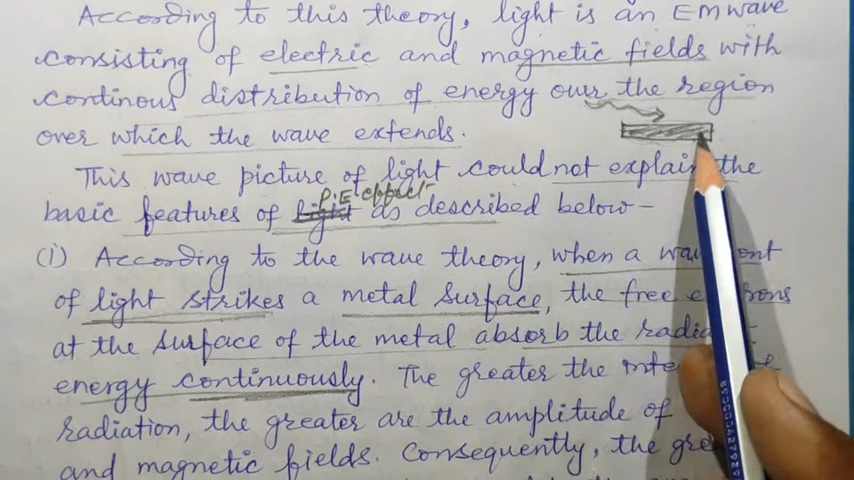 According to this theory, light is an EM wave
consisting of electric and magnetic fields with
continous distribution of energy over the region
over which the wave extends.
This wave picture of light could not explain the
basic features of P.E effect as described below -
(i) According to the wave theory, when a
of light strikes a metal surface, the free
at the surface of the metal absorb the
energy continuously. The greater the
radiation, the greater are the amplitude of
and magnetic fields. Consequently, the